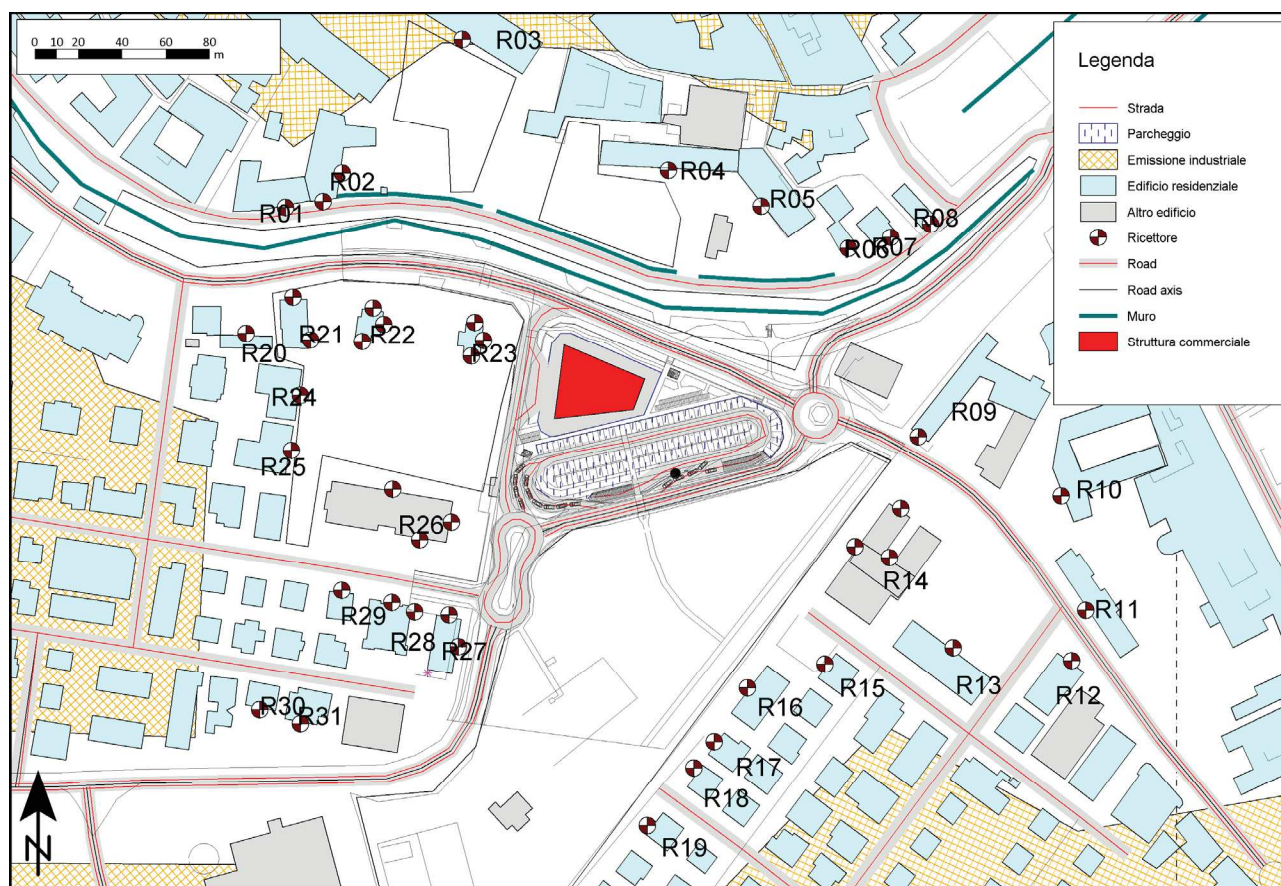 0 10 20 40 60 80
m
R03
Legenda
Strada
Parcheggio
Emissione industriale
Edificio residenziale
Altro edificio
Ricettore
Road
Road axis
Muro
Struttura commerciale
R04
R02
R01
R05
R06
R07
R08
R20
R21
R22
R23
R24
R25
R09
R10
R26
R14
R29
R28
R27
R11
R15
R13
R12
R16
R30
R31
R17
R18
R19
N